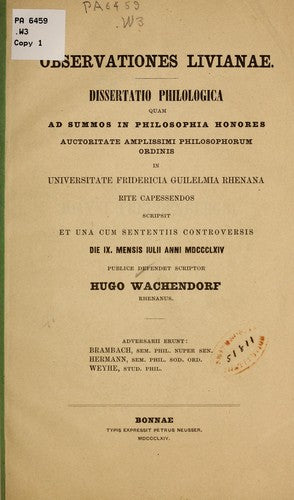 PA6459
.W3
PA 6459
.W3
Copy 1
OBSERVATIONES LIVIANAE.
DISSERTATIO PHILOLOGICA
QUAM
AD SUMMOS IN PHILOSOPHIA HONORES
AUCTORITATE AMPLISSIMI PHILOSOPHORUM
ORDINIS
IN
UNIVERSITATE FRIDERICIA GUILELMIA RHENANA
RITE CAPESSENDOS
SCRIPSIT
ET UNA CUM SENTENTIIS CONTROVERSIS
DIE IX. MENSIS IULII ANNI MDCCCLXIV
PUBLICE DEFENDET SCRIPTOR
HUGO WACHENDORF
RHENANUS.
ADVERSARII ERUNT:
BRAMBACH, SEM. PHIL. NUPER SEN.
HERMANN, SEM. PHIL. SOD. ORD.
WEYHE, STUD. PHIL.
BONNAE
TYPIS EXPRESSIT PETRUS NEUSSER.
MDCCCLXIV.